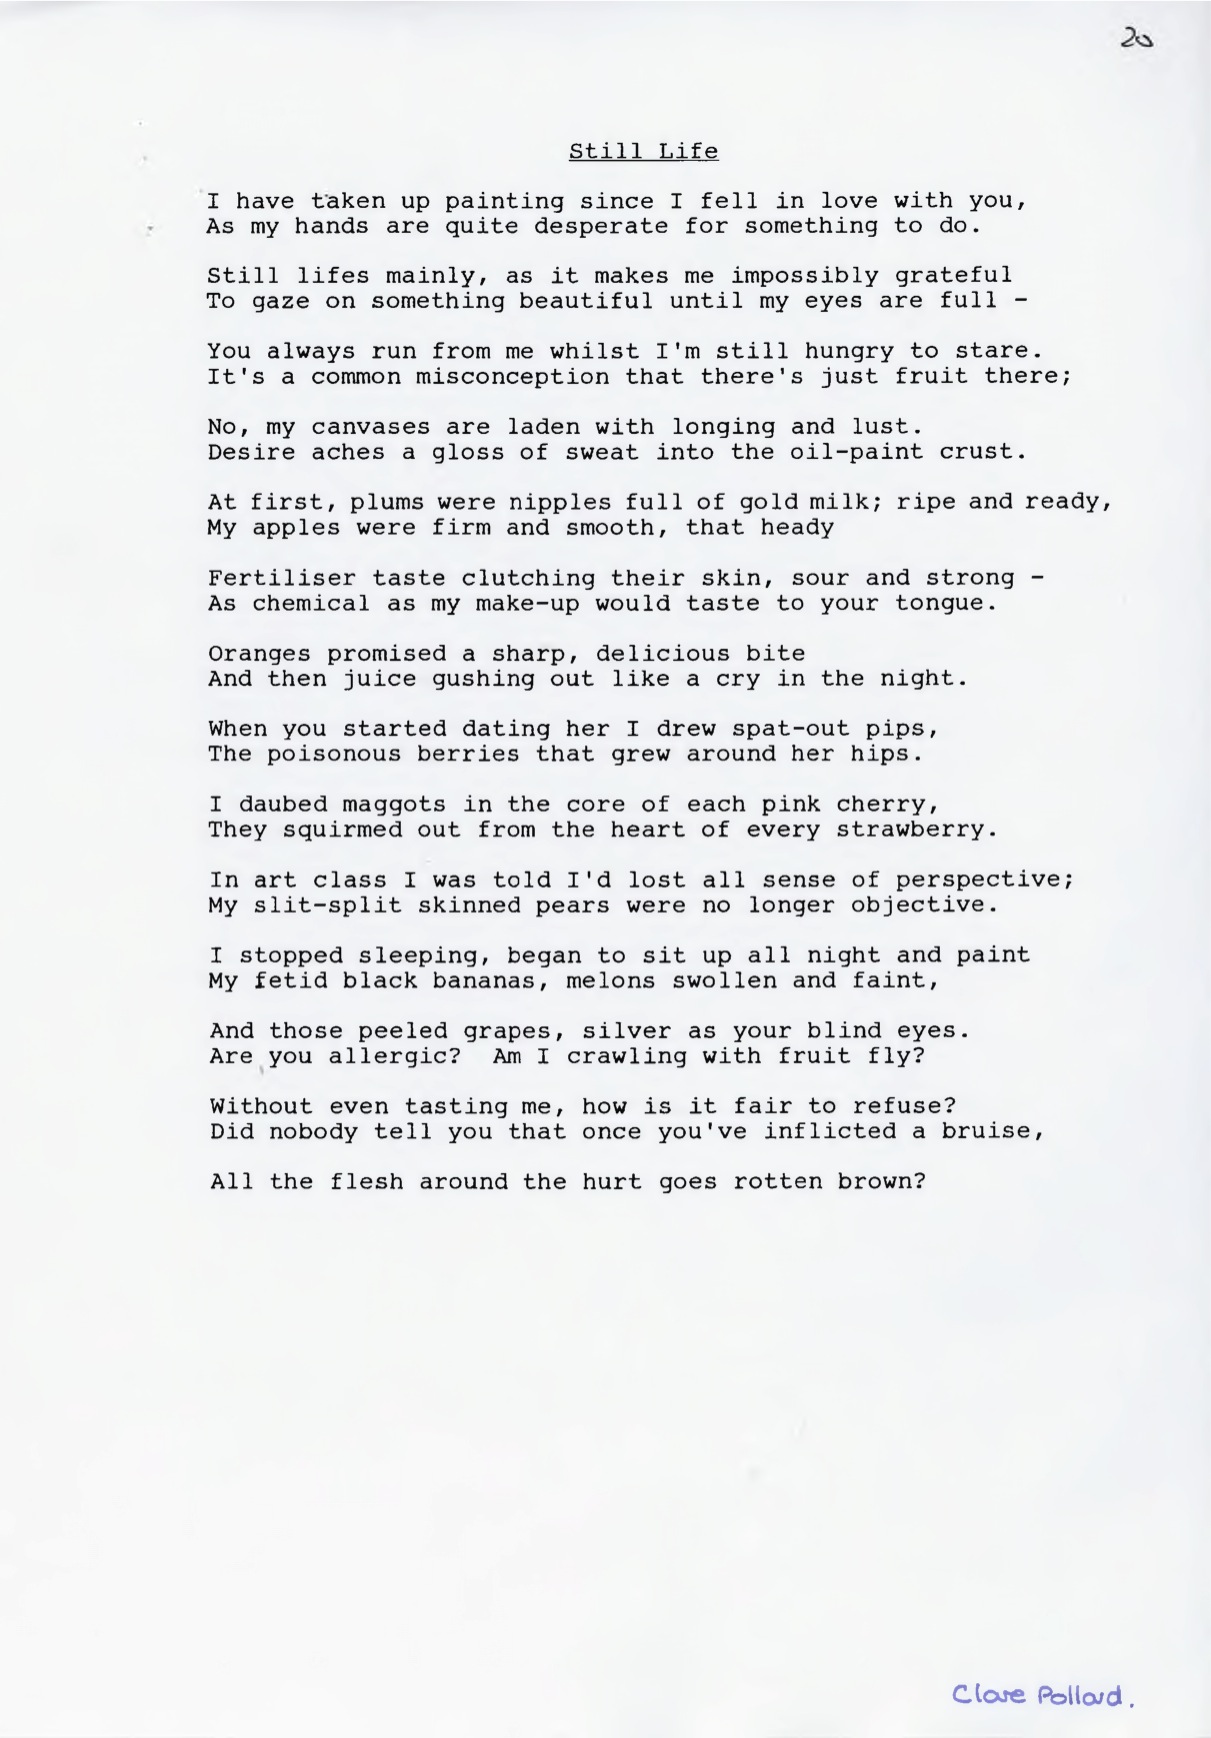 20
Still Life
I have taken up painting since I fell in love with you,
As my hands are quite desperate for something to do.
Still lifes mainly, as it makes me impossibly grateful
To gaze on something beautiful until my eyes are full -
You always run from me whilst I'm still hungry to stare.
It's a common misconception that there's just fruit there;
No, my canvases are laden with longing and lust.
Desire aches a gloss of sweat into the oil-paint crust.
At first, plums were nipples full of gold milk; ripe and ready,
My apples were firm and smooth, that heady
Fertiliser taste clutching their skin, sour and strong -
As chemical as my make-up would taste to your tongue.
Oranges promised a sharp, delicious bite
And then juice gushing out like a cry in the night.
When you started dating her I drew spat-out pips,
The poisonous berries that grew around her hips.
I daubed maggots in the core of each pink cherry,
They squirmed out from the heart of every strawberry.
In art class I was told I'd lost all sense of perspective;
My slit-split skinned pears were no longer objective.
I stopped sleeping, began to sit up all night and paint
My fetid black bananas, melons swollen and faint,
And those peeled grapes, silver as your blind eyes.
Are you allergic?  Am I crawling with fruit fly?
Without even tasting me, how is it fair to refuse?
Did nobody tell you that once you've inflicted a bruise,
All the flesh around the hurt goes rotten brown?
Clare Pollard.